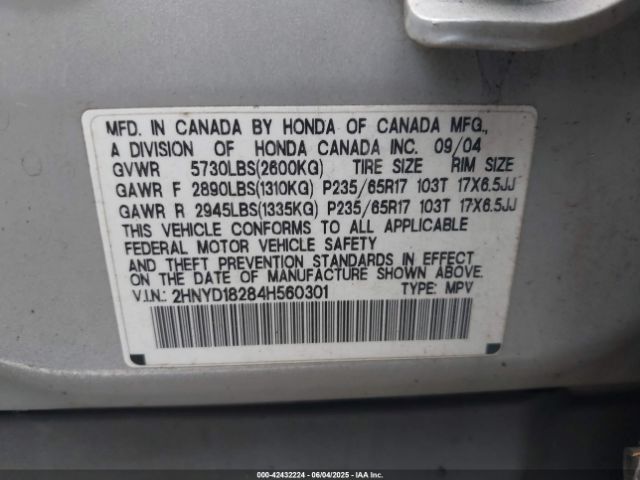 MFD. IN CANADA BY HONDA OF CANADA MFG.,
A DIVISION OF HONDA CANADA INC. 09/04
GVWR 5730LBS(2600KG) TIRE SIZE RIM SIZE
GAWR F 2890LBS(1310KG) P235/65R17 103T 17X6.5JJ
GAWR R 2945LBS(1335KG) P235/65R17 103T 17X6.5JJ
THIS VEHICLE CONFORMS TO ALL APPLICABLE
FEDERAL MOTOR VEHICLE SAFETY
AND THEFT PREVENTION STANDARDS IN EFFECT
ON THE DATE OF MANUFACTURE SHOWN ABOVE.
V.I.N.: 2HNYD18284H560301 TYPE: MPV
000-42432224 - 06/04/2025 - IAA Inc.